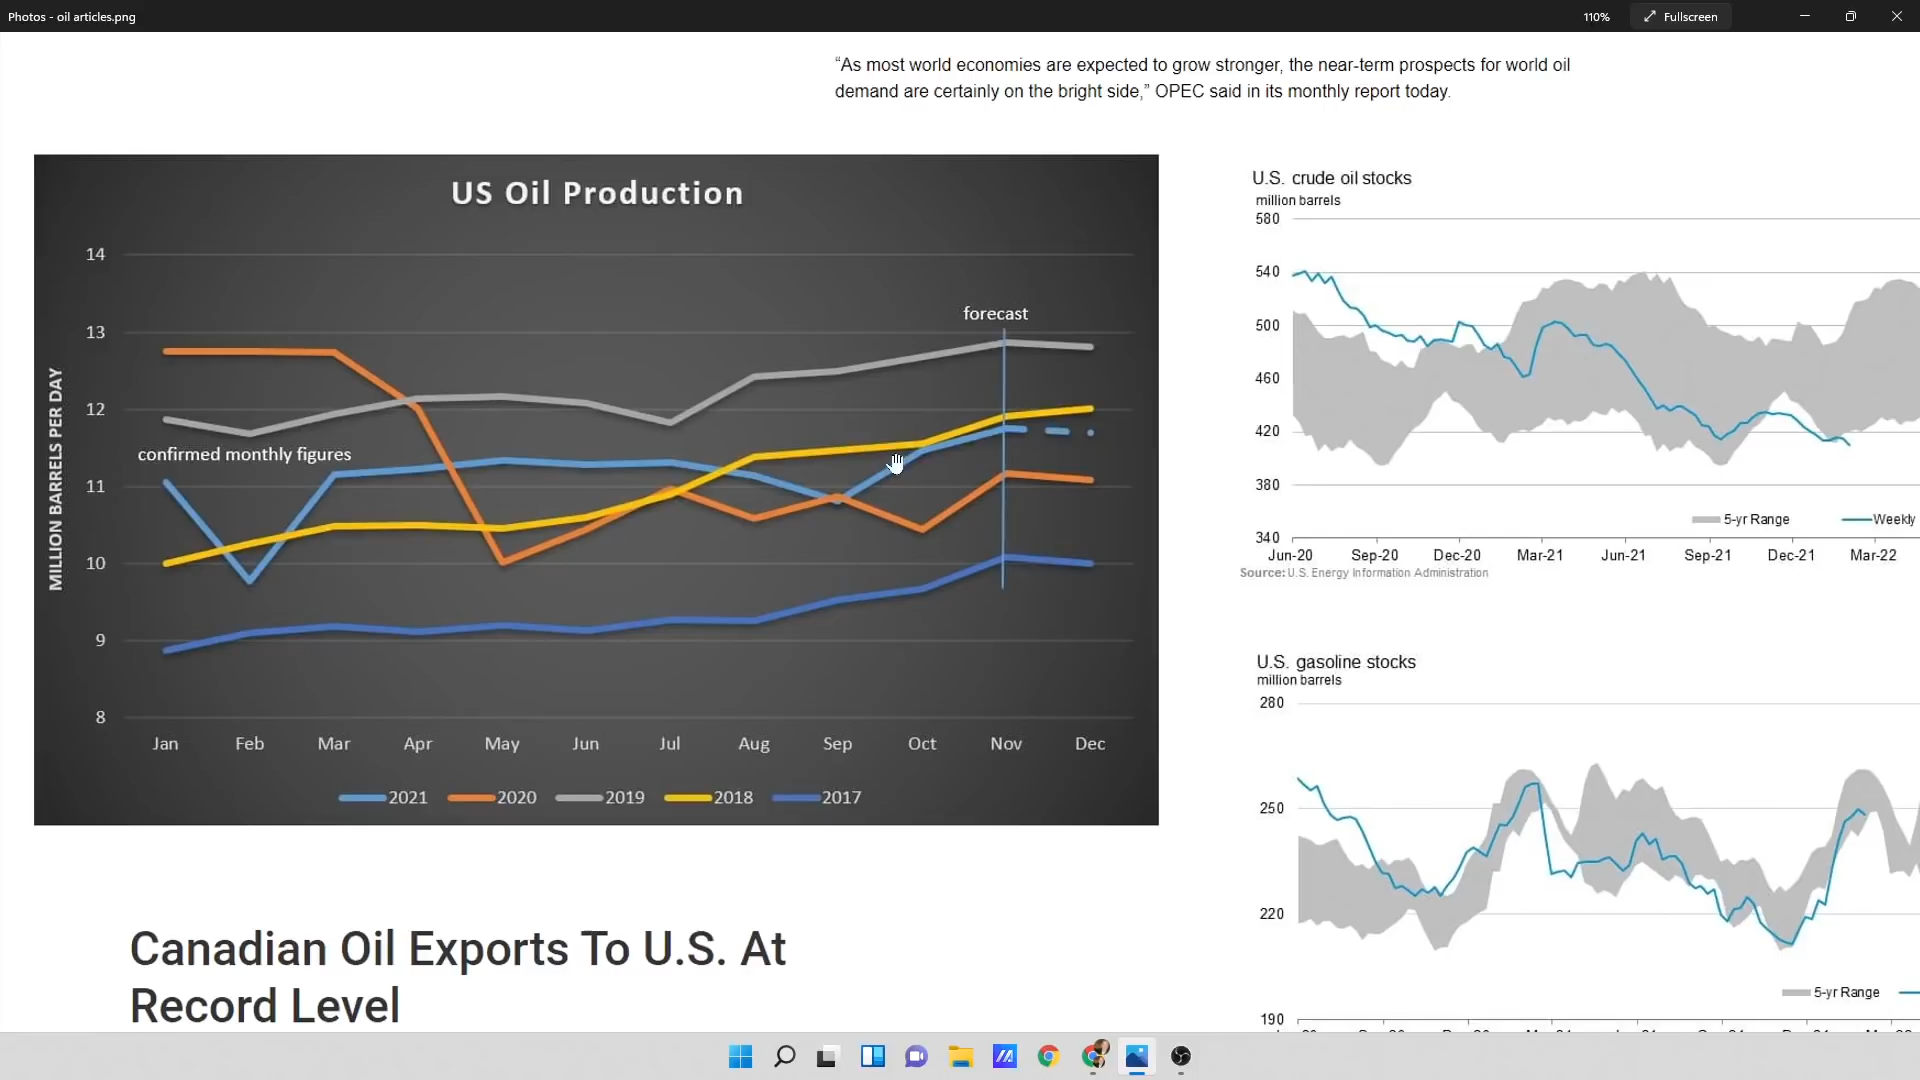 Photos - oil articles.png
110%
Fullscreen
“As most world economies are expected to grow stronger, the near-term prospects for world oil
demand are certainly on the bright side,” OPEC said in its monthly report today.
US Oil Production
MILLION BARRELS PER DAY
14
13
12
11
10
9
8
forecast
confirmed monthly figures
Jan Feb Mar Apr May Jun Jul Aug Sep Oct Nov Dec
2021 2020 2019 2018 2017
U.S. crude oil stocks
million barrels
580
540
500
460
420
380
340
5-yr Range Weekly
Jun-20 Sep-20 Dec-20 Mar-21 Jun-21 Sep-21 Dec-21 Mar-22
Source: U.S. Energy Information Administration
U.S. gasoline stocks
million barrels
280
250
220
190
5-yr Range
Canadian Oil Exports To U.S. At
Record Level